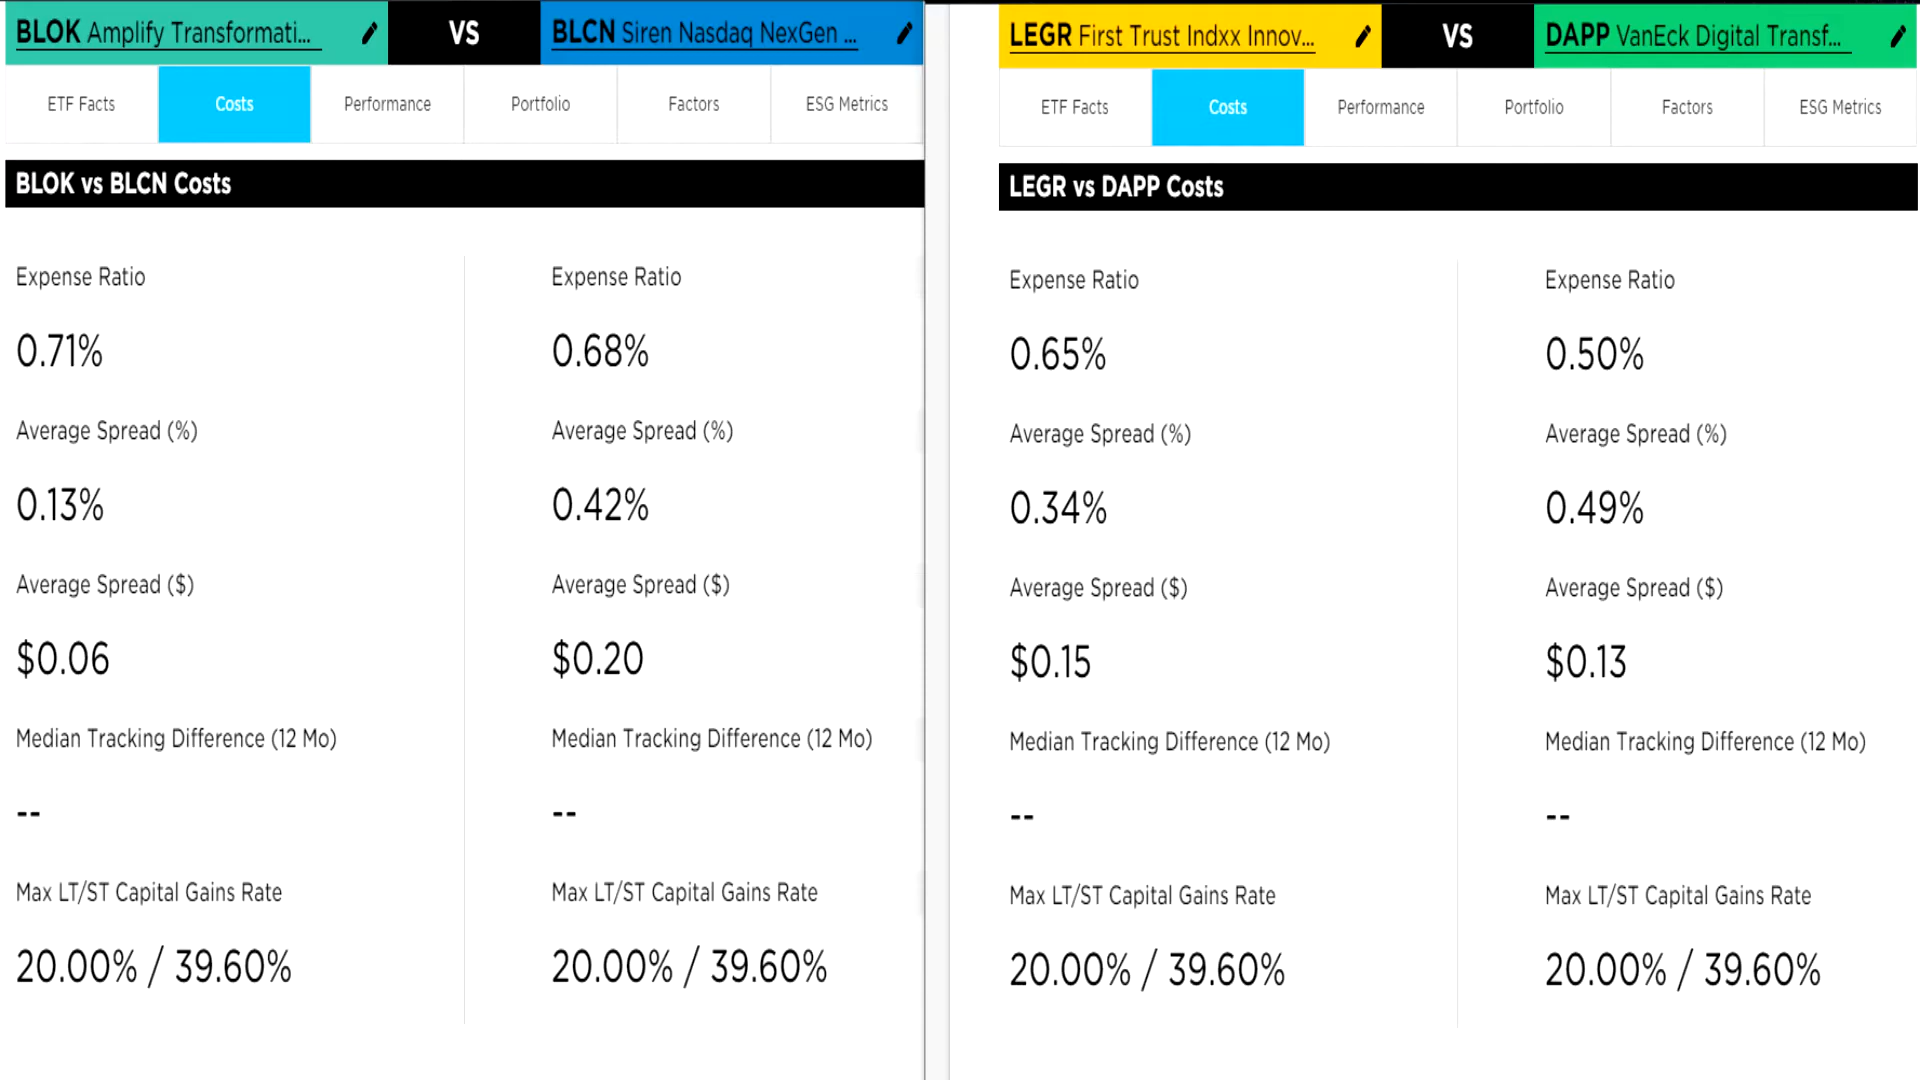 BLOK Amplify Transformati...
VS
BLCN Siren Nasdaq NexGen ...
ETF Facts
Costs
Performance
Portfolio
Factors
ESG Metrics
BLOK vs BLCN Costs
Expense Ratio
Expense Ratio
0.71%
0.68%
Average Spread (%)
Average Spread (%)
0.13%
0.42%
Average Spread ($)
Average Spread ($)
$0.06
$0.20
Median Tracking Difference (12 Mo)
Median Tracking Difference (12 Mo)
--
--
Max LT/ST Capital Gains Rate
Max LT/ST Capital Gains Rate
20.00% / 39.60%
20.00% / 39.60%
LEGR First Trust Indxx Innov...
VS
DAPP VanEck Digital Transf...
ETF Facts
Costs
Performance
Portfolio
Factors
ESG Metrics
LEGR vs DAPP Costs
Expense Ratio
Expense Ratio
0.65%
0.50%
Average Spread (%)
Average Spread (%)
0.34%
0.49%
Average Spread ($)
Average Spread ($)
$0.15
$0.13
Median Tracking Difference (12 Mo)
Median Tracking Difference (12 Mo)
--
--
Max LT/ST Capital Gains Rate
Max LT/ST Capital Gains Rate
20.00% / 39.60%
20.00% / 39.60%